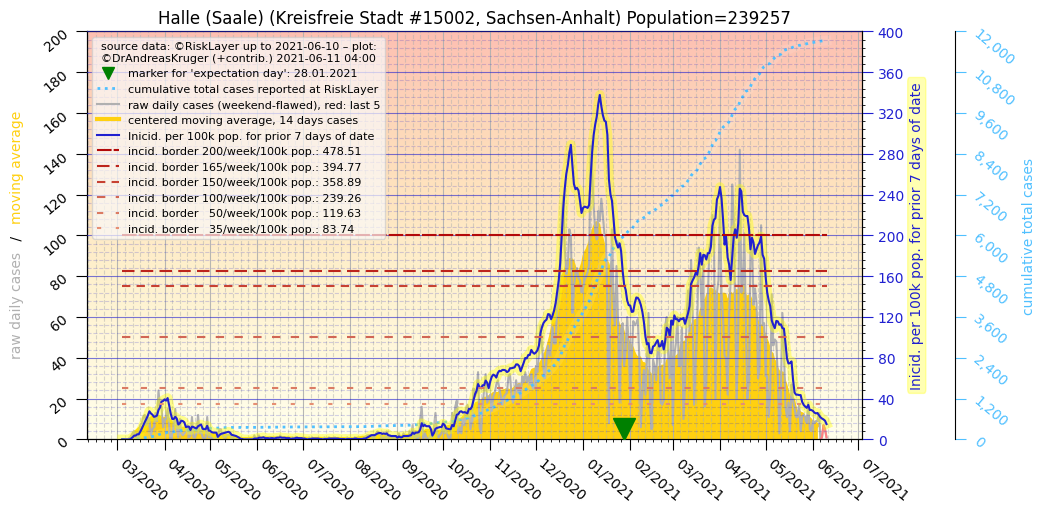 Halle (Saale) (Kreisfreie Stadt #15002, Sachsen-Anhalt) Population=239257
source data: ©RiskLayer up to 2021-06-10 – plot:
©DrAndreasKruger (+contrib.) 2021-06-11 04:00
marker for 'expectation day': 28.01.2021
cumulative total cases reported at RiskLayer
raw daily cases (weekend-flawed), red: last 5
centered moving average, 14 days cases
Inicid. per 100k pop. for prior 7 days of date
incid. border 200/week/100k pop.: 478.51
incid. border 165/week/100k pop.: 394.77
incid. border 150/week/100k pop.: 358.89
incid. border 100/week/100k pop.: 239.26
incid. border 50/week/100k pop.: 119.63
incid. border 35/week/100k pop.: 83.74
raw daily cases / moving average
200
180
160
140
120
100
80
60
40
20
0
03/2020
04/2020
05/2020
06/2020
07/2020
08/2020
09/2020
10/2020
11/2020
12/2020
01/2021
02/2021
03/2021
04/2021
05/2021
06/2021
07/2021
400
360
320
280
240
200
160
120
80
40
0
Inicid. per 100k pop. for prior 7 days of date
12,000
10,800
9,600
8,400
7,200
6,000
4,800
3,600
2,400
1,200
0
cumulative total cases